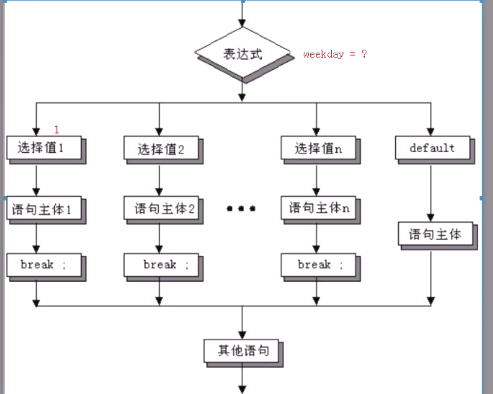 表达式
weekday = ?
1
选择值1
选择值2
选择值n
default
语句主体1
语句主体2
语句主体n
语句主体
break ;
break ;
break ;
其他语句